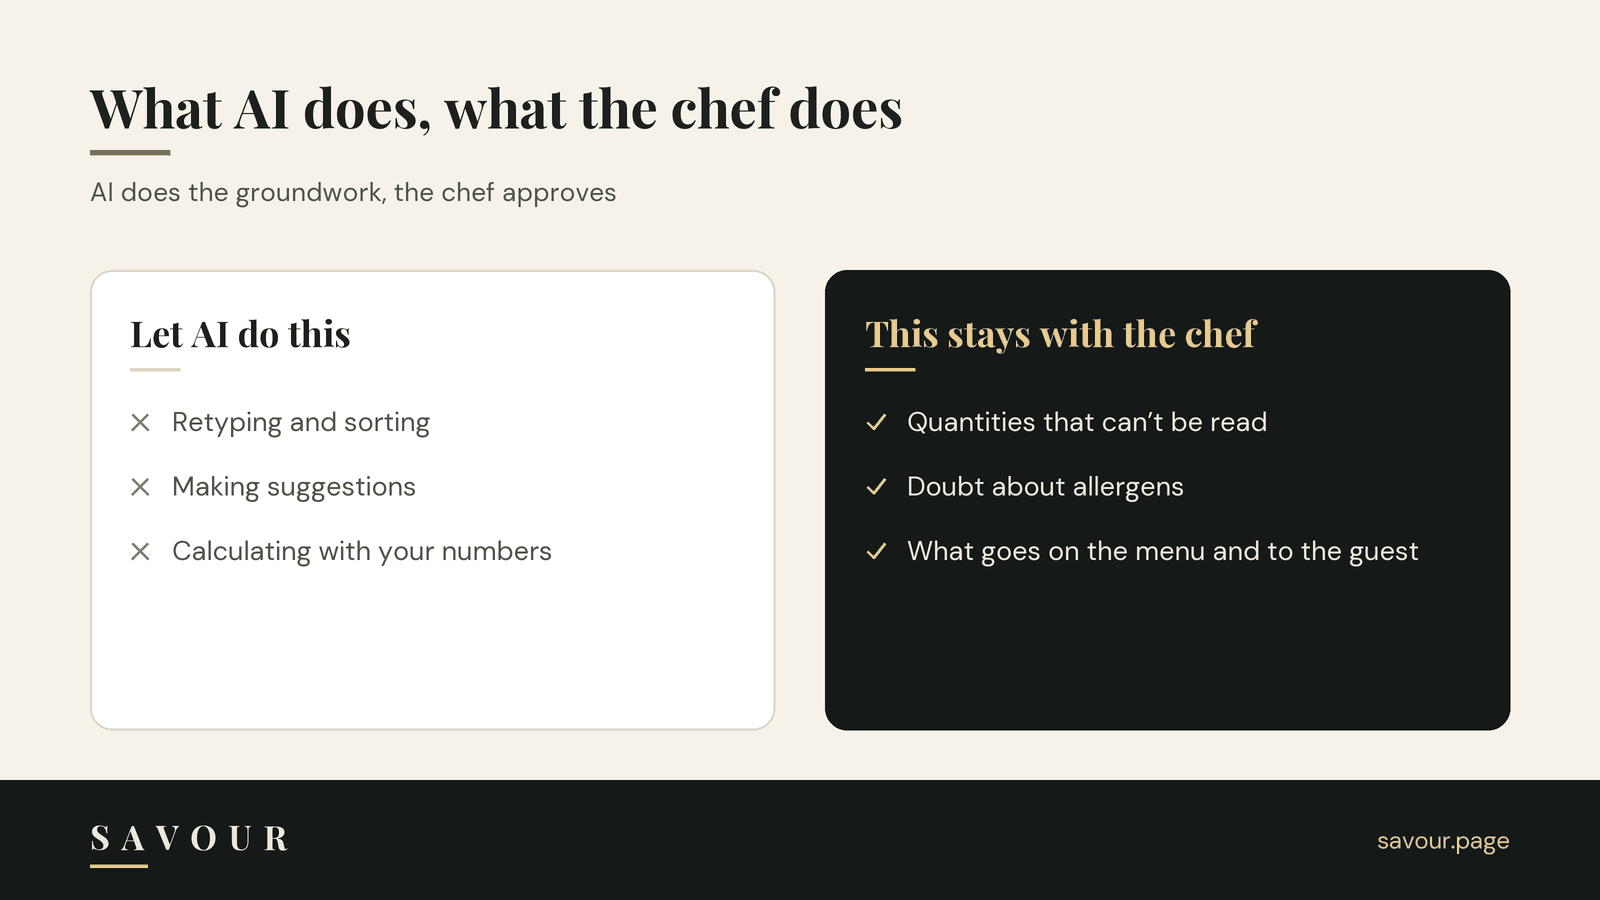 What AI does, what the chef does
AI does the groundwork, the chef approves
Let AI do this
Retyping and sorting
Making suggestions
Calculating with your numbers
This stays with the chef
Quantities that can’t be read
Doubt about allergens
What goes on the menu and to the guest
SAVOUR
savour.page